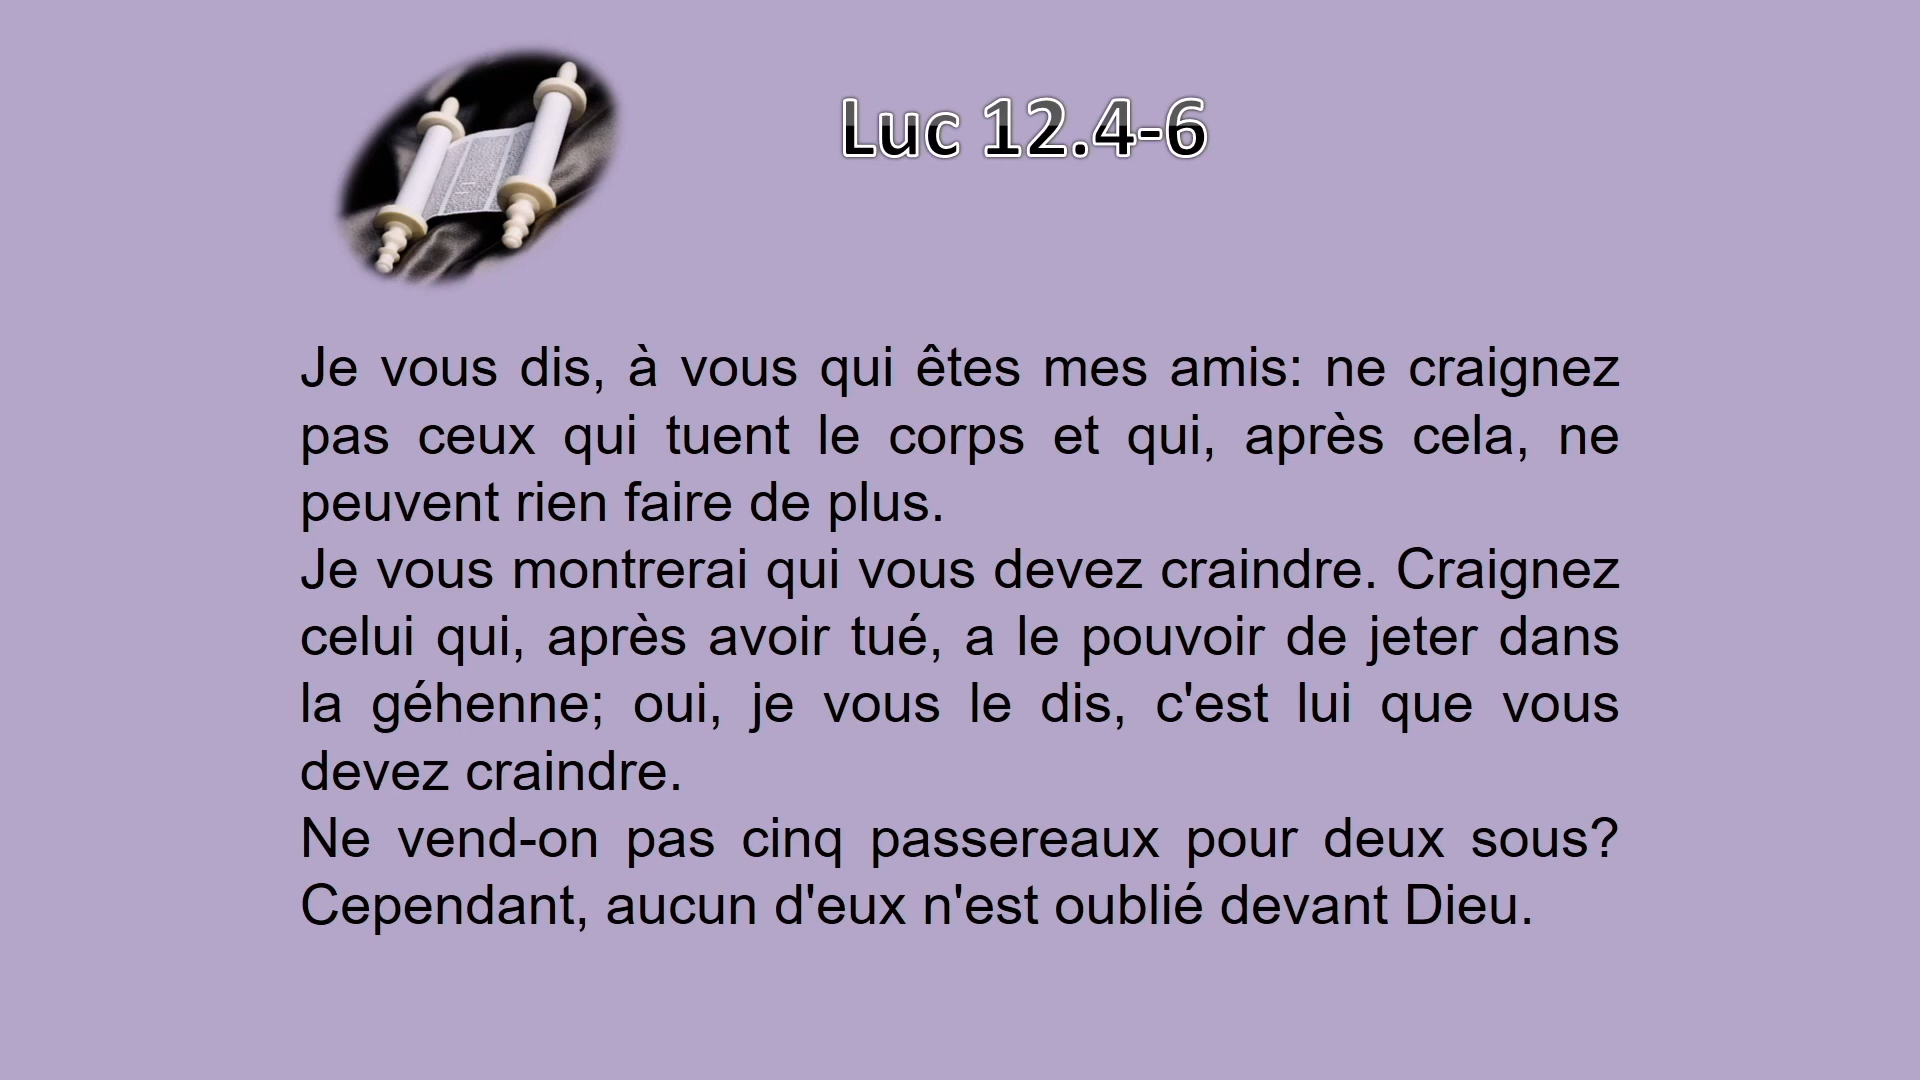 Luc 12.4-6
Je vous dis, à vous qui êtes mes amis: ne craignez
pas ceux qui tuent le corps et qui, après cela, ne
peuvent rien faire de plus.
Je vous montrerai qui vous devez craindre. Craignez
celui qui, après avoir tué, a le pouvoir de jeter dans
la géhenne; oui, je vous le dis, c'est lui que vous
devez craindre.
Ne vend-on pas cinq passereaux pour deux sous?
Cependant, aucun d'eux n'est oublié devant Dieu.